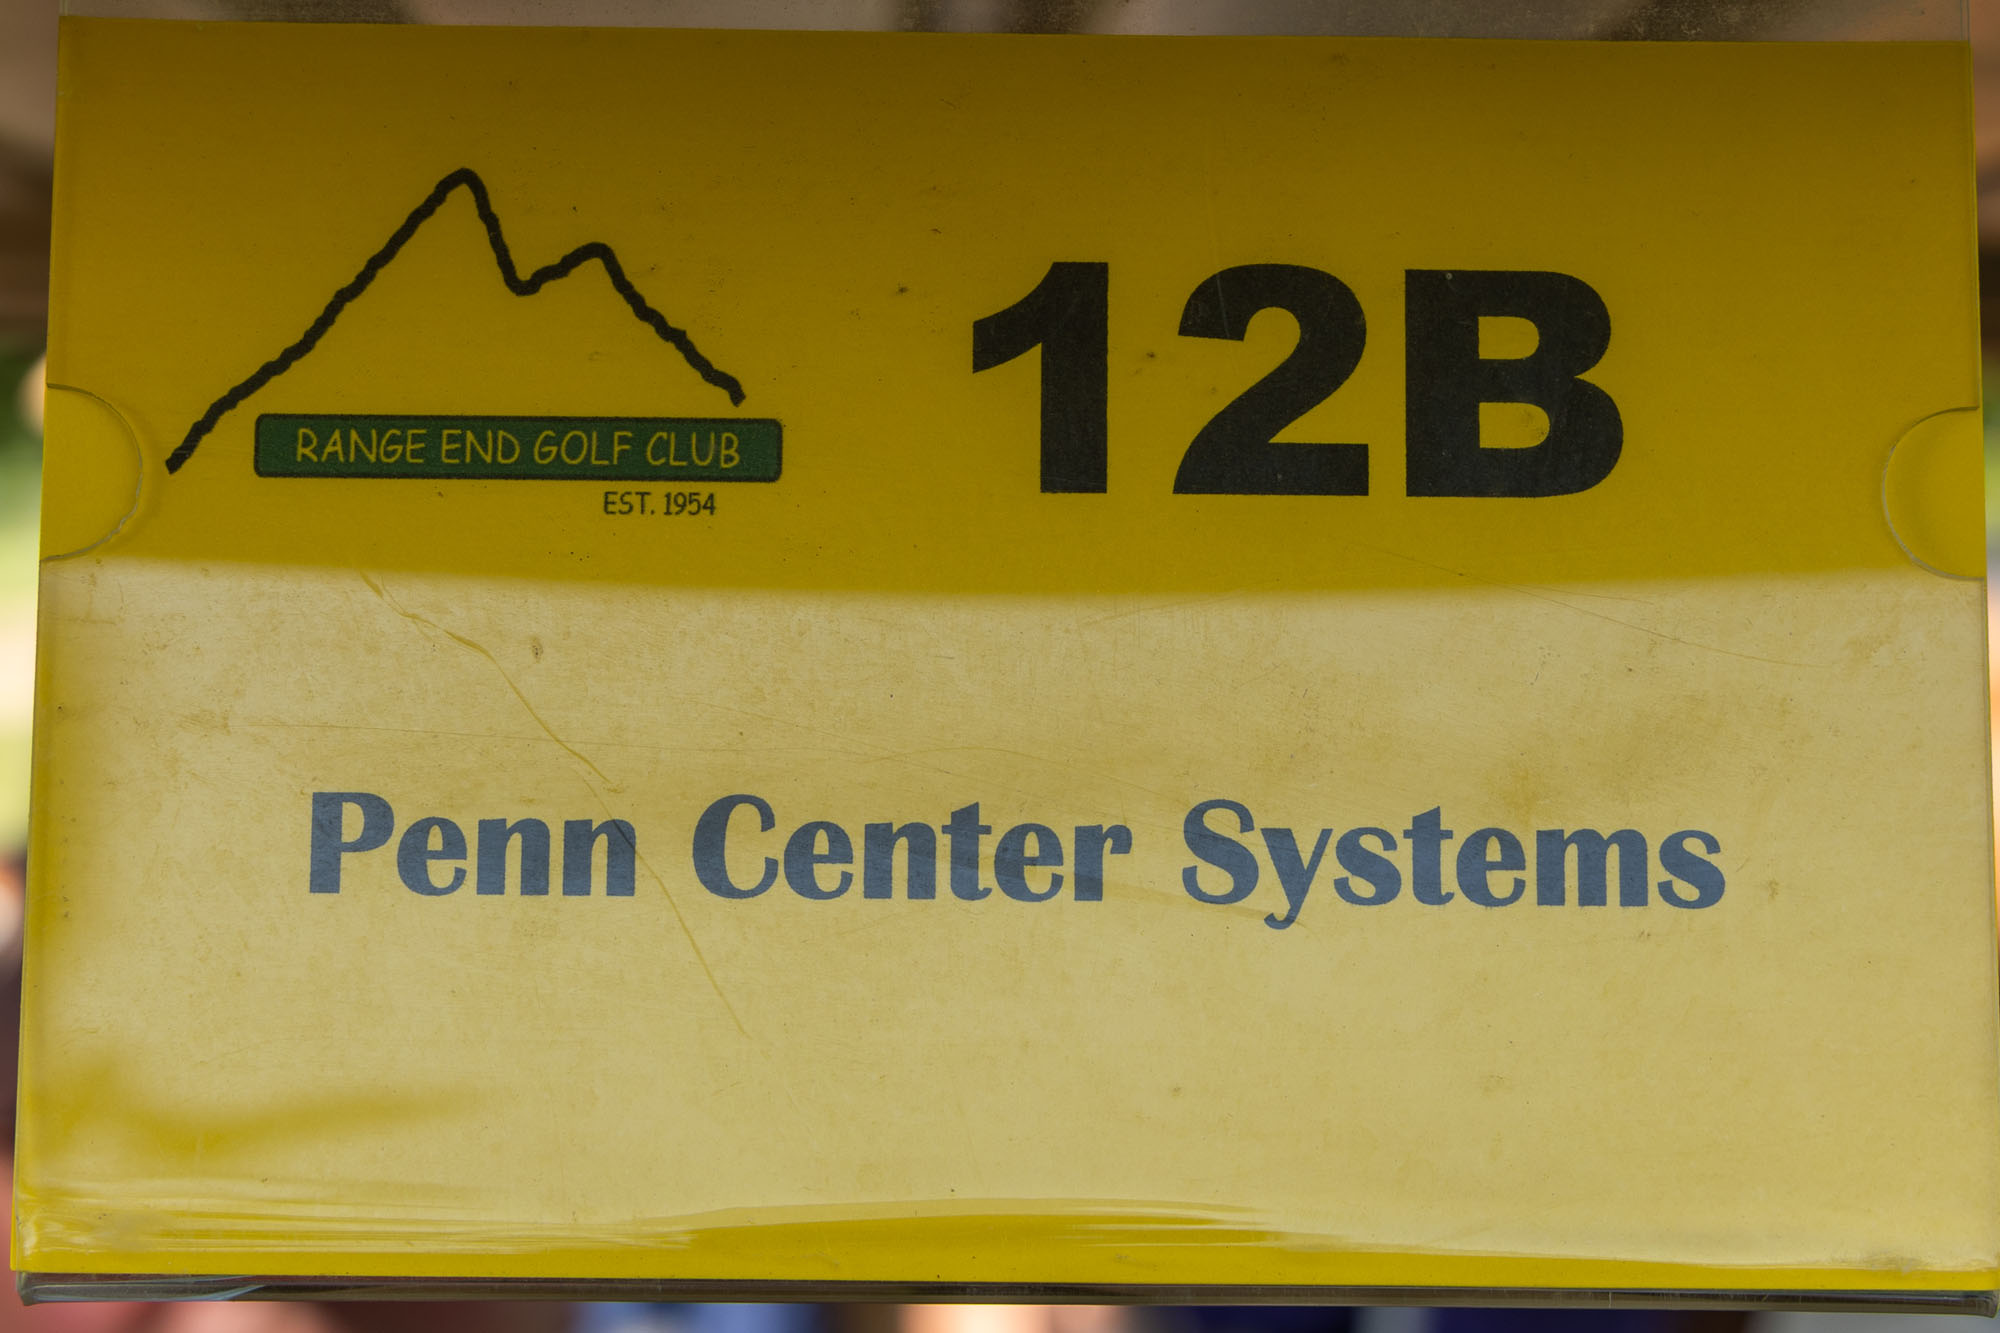 RANGE END GOLF CLUB
EST. 1954
12B
Penn Center Systems